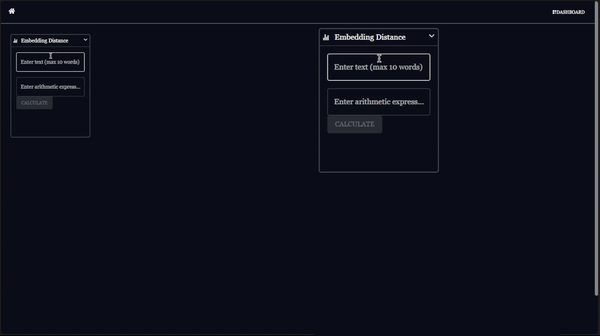 DASHBOARD
Embedding Distance
Enter text (max 10 words)
Enter arithmetic express...
CALCULATE
Embedding Distance
Enter text (max 10 words)
Enter arithmetic express...
CALCULATE